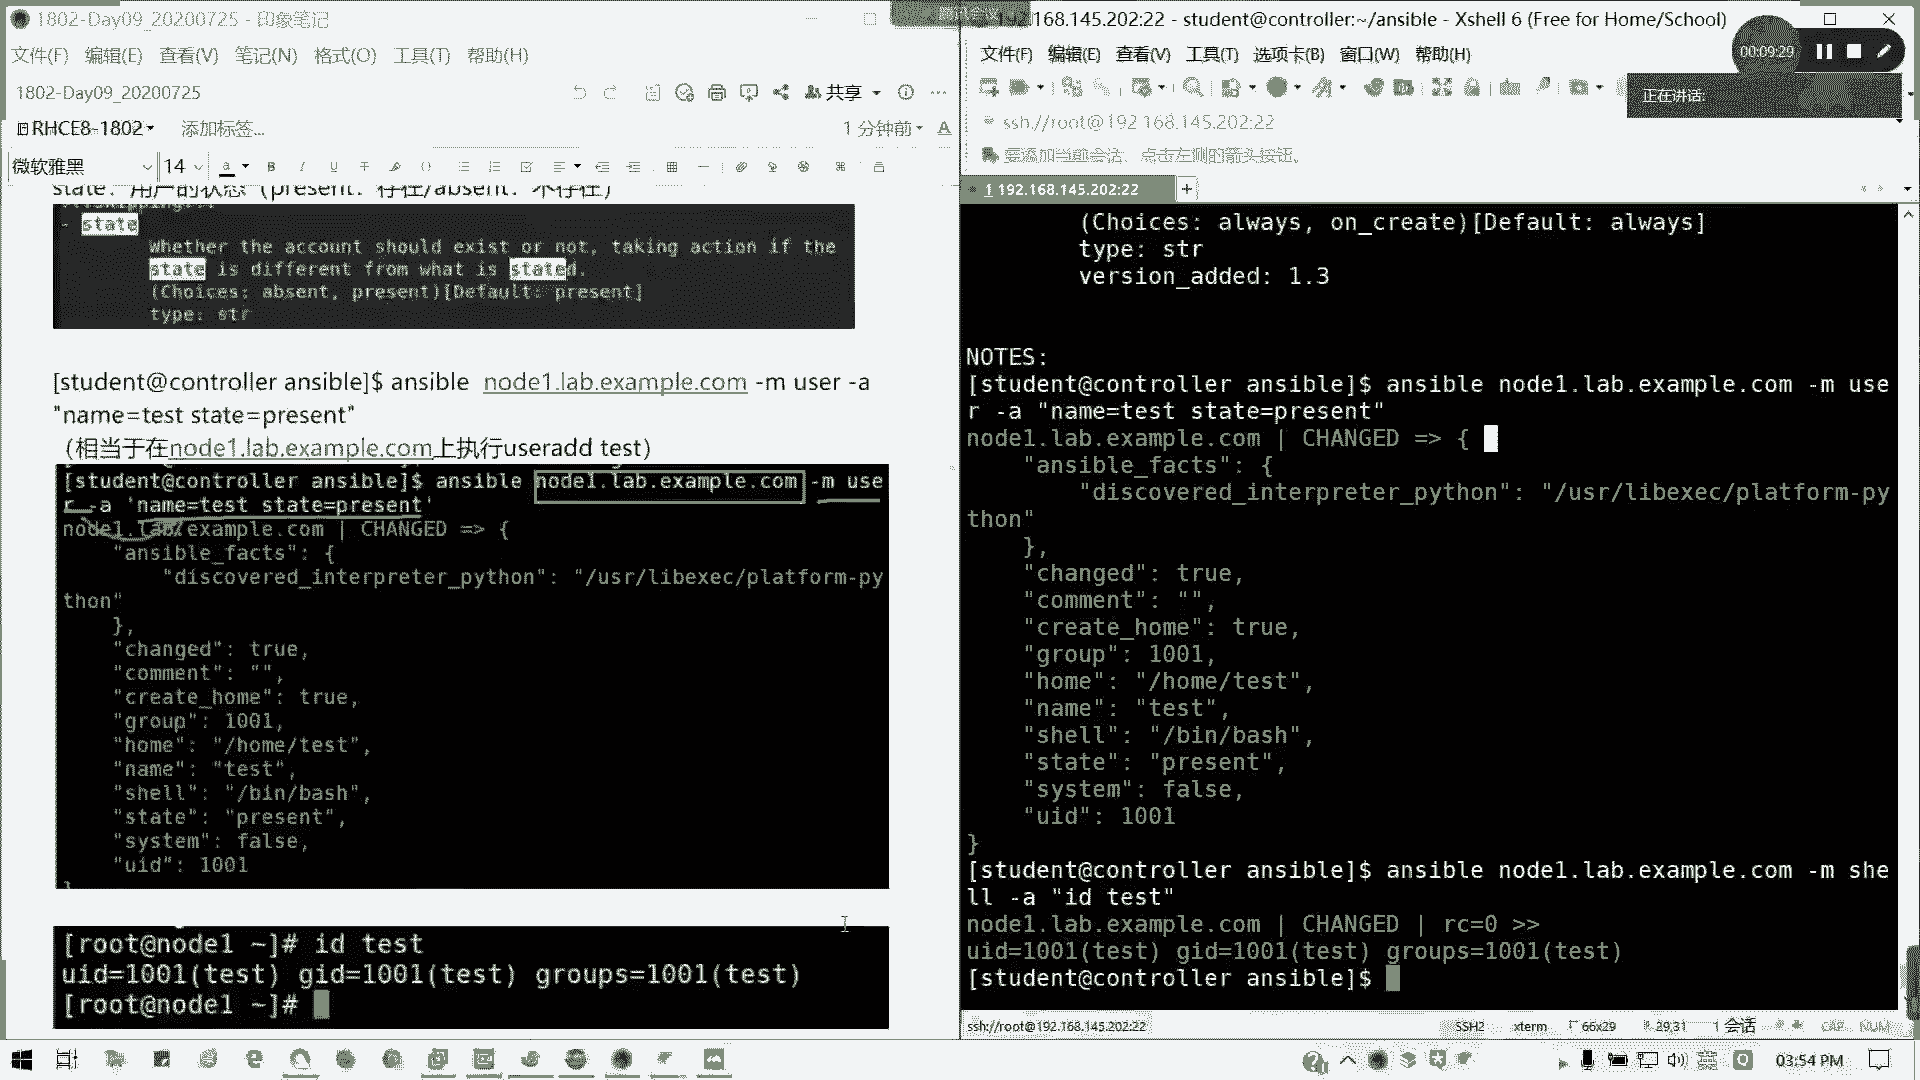 1802-Day09_20200725 - 印象笔记
文件(F) 编辑(E) 查看(V) 笔记(N) 格式(O) 工具(T) 帮助(H)
1802-Day09_20200725
共享
RHCE8-1802
添加标签...
1 分钟前
微软雅黑
14
state: 用户的状态（present: 存在/absent: 不存在）
- state
Whether the account should exist or not, taking action if the
state is different from what is stated.
(Choices: absent, present)[Default: present]
type: str
[student@controller ansible]$ ansible node1.lab.example.com -m user -a
"name=test state=present"
（相当于在node1.lab.example.com上执行useradd test）
[student@controller ansible]$ ansible node1.lab.example.com -m use
r -a 'name=test state=present'
node1.lab.example.com | CHANGED => {
"ansible_facts": {
"discovered_interpreter_python": "/usr/libexec/platform-py
thon"
},
"changed": true,
"comment": "",
"create_home": true,
"group": 1001,
"home": "/home/test",
"name": "test",
"shell": "/bin/bash",
"state": "present",
"system": false,
"uid": 1001
[root@node1 ~]# id test
uid=1001(test) gid=1001(test) groups=1001(test)
[root@node1 ~]#
168.145.202:22 - student@controller:~/ansible - Xshell 6 (Free for Home/School)
文件(F) 编辑(E) 查看(V) 工具(T) 选项卡(B) 窗口(W) 帮助(H)
00:09:29
正在讲话:
ssh://root@192.168.145.202:22
要添加当前会话，点击左侧的箭头按钮。
1 192.168.145.202:22
(Choices: always, on_create)[Default: always]
type: str
version_added: 1.3
NOTES:
[student@controller ansible]$ ansible node1.lab.example.com -m use
r -a "name=test state=present"
node1.lab.example.com | CHANGED => {
"ansible_facts": {
"discovered_interpreter_python": "/usr/libexec/platform-py
thon"
},
"changed": true,
"comment": "",
"create_home": true,
"group": 1001,
"home": "/home/test",
"name": "test",
"shell": "/bin/bash",
"state": "present",
"system": false,
"uid": 1001
}
[student@controller ansible]$ ansible node1.lab.example.com -m she
ll -a "id test"
node1.lab.example.com | CHANGED | rc=0 >>
uid=1001(test) gid=1001(test) groups=1001(test)
[student@controller ansible]$
ssh://root@192.168.145.202:22
SSH2 xterm 66x29 29,31 1 会话 CAP NUM
03:54 PM